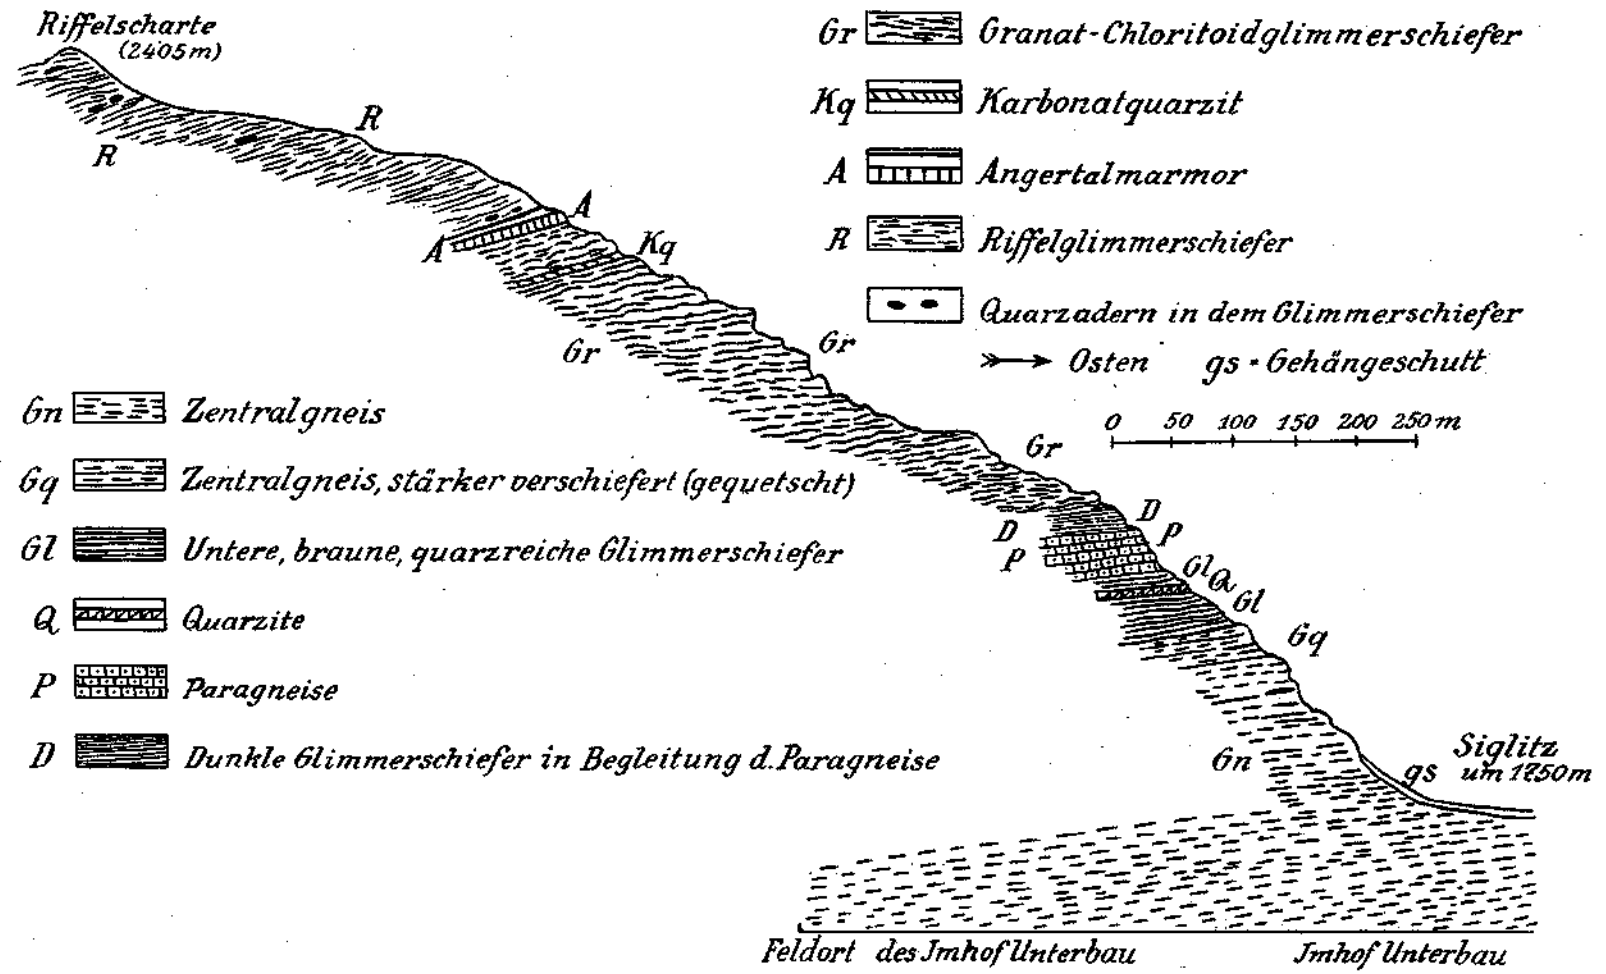 Riffelscharte
(2405m)
R
R
A
A
Kq
Gr
Gr
Gr
D
D
P
P
Gl
Q
Gl
Gq
Gn
gs
Siglitz
um 1750m
Gr Granat-Chloritoidglimmerschiefer
Kq Karbonatquarzit
A Angertalmarmor
R Riffelglimmerschiefer
Quarzadern in dem Glimmerschiefer
Osten gs = Gehängeschutt
0 50 100 150 200 250m
Gn Zentralgneis
Gq Zentralgneis, stärker verschiefert (gequetscht)
Gl Untere, braune, quarzreiche Glimmerschiefer
Q Quarzite
P Paragneise
D Dunkle Glimmerschiefer in Begleitung d. Paragneise
Feldort des Jmhof Unterbau
Jmhof Unterbau